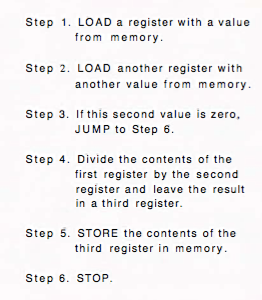 Step 1. LOAD a register with a value
from memory.
Step 2. LOAD another register with
another value from memory.
Step 3. If this second value is zero,
JUMP to Step 6.
Step 4. Divide the contents of the
first register by the second
register and leave the result
in a third register.
Step 5. STORE the contents of the
third register in memory.
Step 6. STOP.